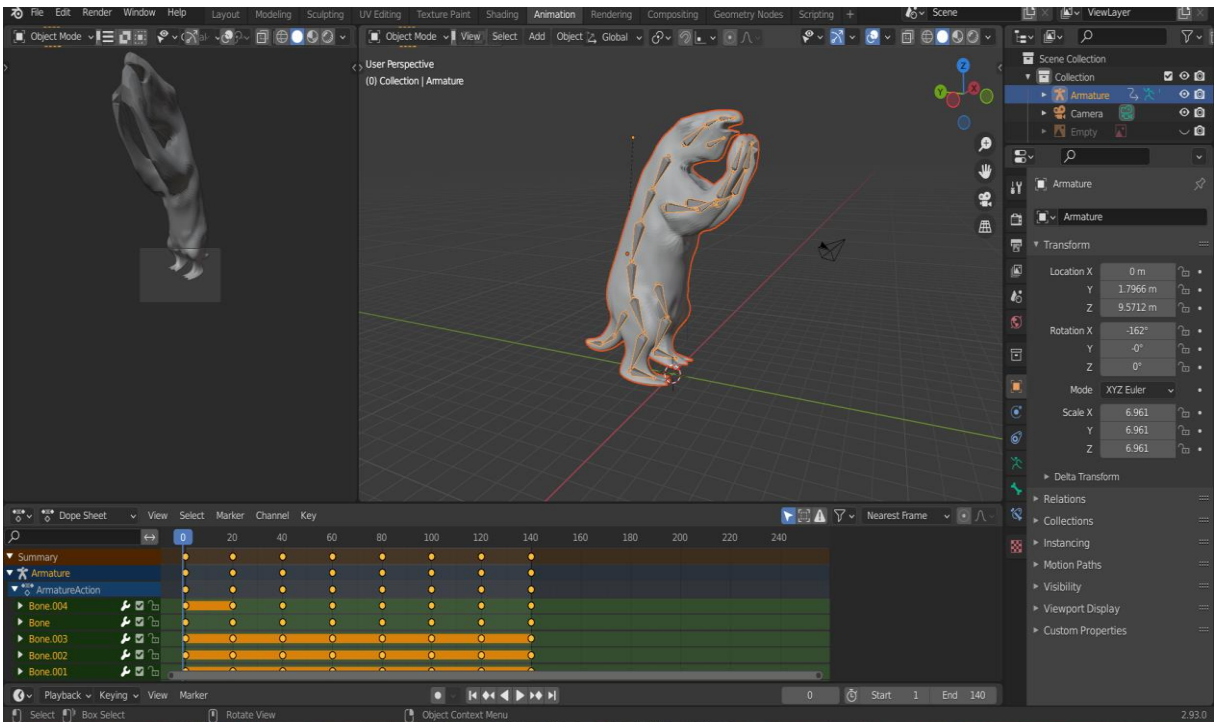 File Edit Render Window Help Layout Modeling Sculpting UV Editing Texture Paint Shading Animation Rendering Compositing Geometry Nodes Scripting + Scene ViewLayer
Object Mode Object Mode View Select Add Object Global
User Perspective
(0) Collection | Armature
Z
Y
X
Scene Collection
Collection
Armature
Camera
Empty
Armature
Armature
Transform
Location X 0 m
Y 1.7966 m
Z 9.5712 m
Rotation X -162°
Y -0°
Z 0°
Mode XYZ Euler
Scale X 6.961
Y 6.961
Z 6.961
Delta Transform
Relations
Collections
Instancing
Motion Paths
Visibility
Viewport Display
Custom Properties
Dope Sheet View Select Marker Channel Key Nearest Frame
0 20 40 60 80 100 120 140 160 180 200 220 240
Summary
Armature
ArmatureAction
Bone.004
Bone
Bone.003
Bone.002
Bone.001
Playback Keying View Marker 0 Start 1 End 140
Select Box Select Rotate View Object Context Menu 2.93.0